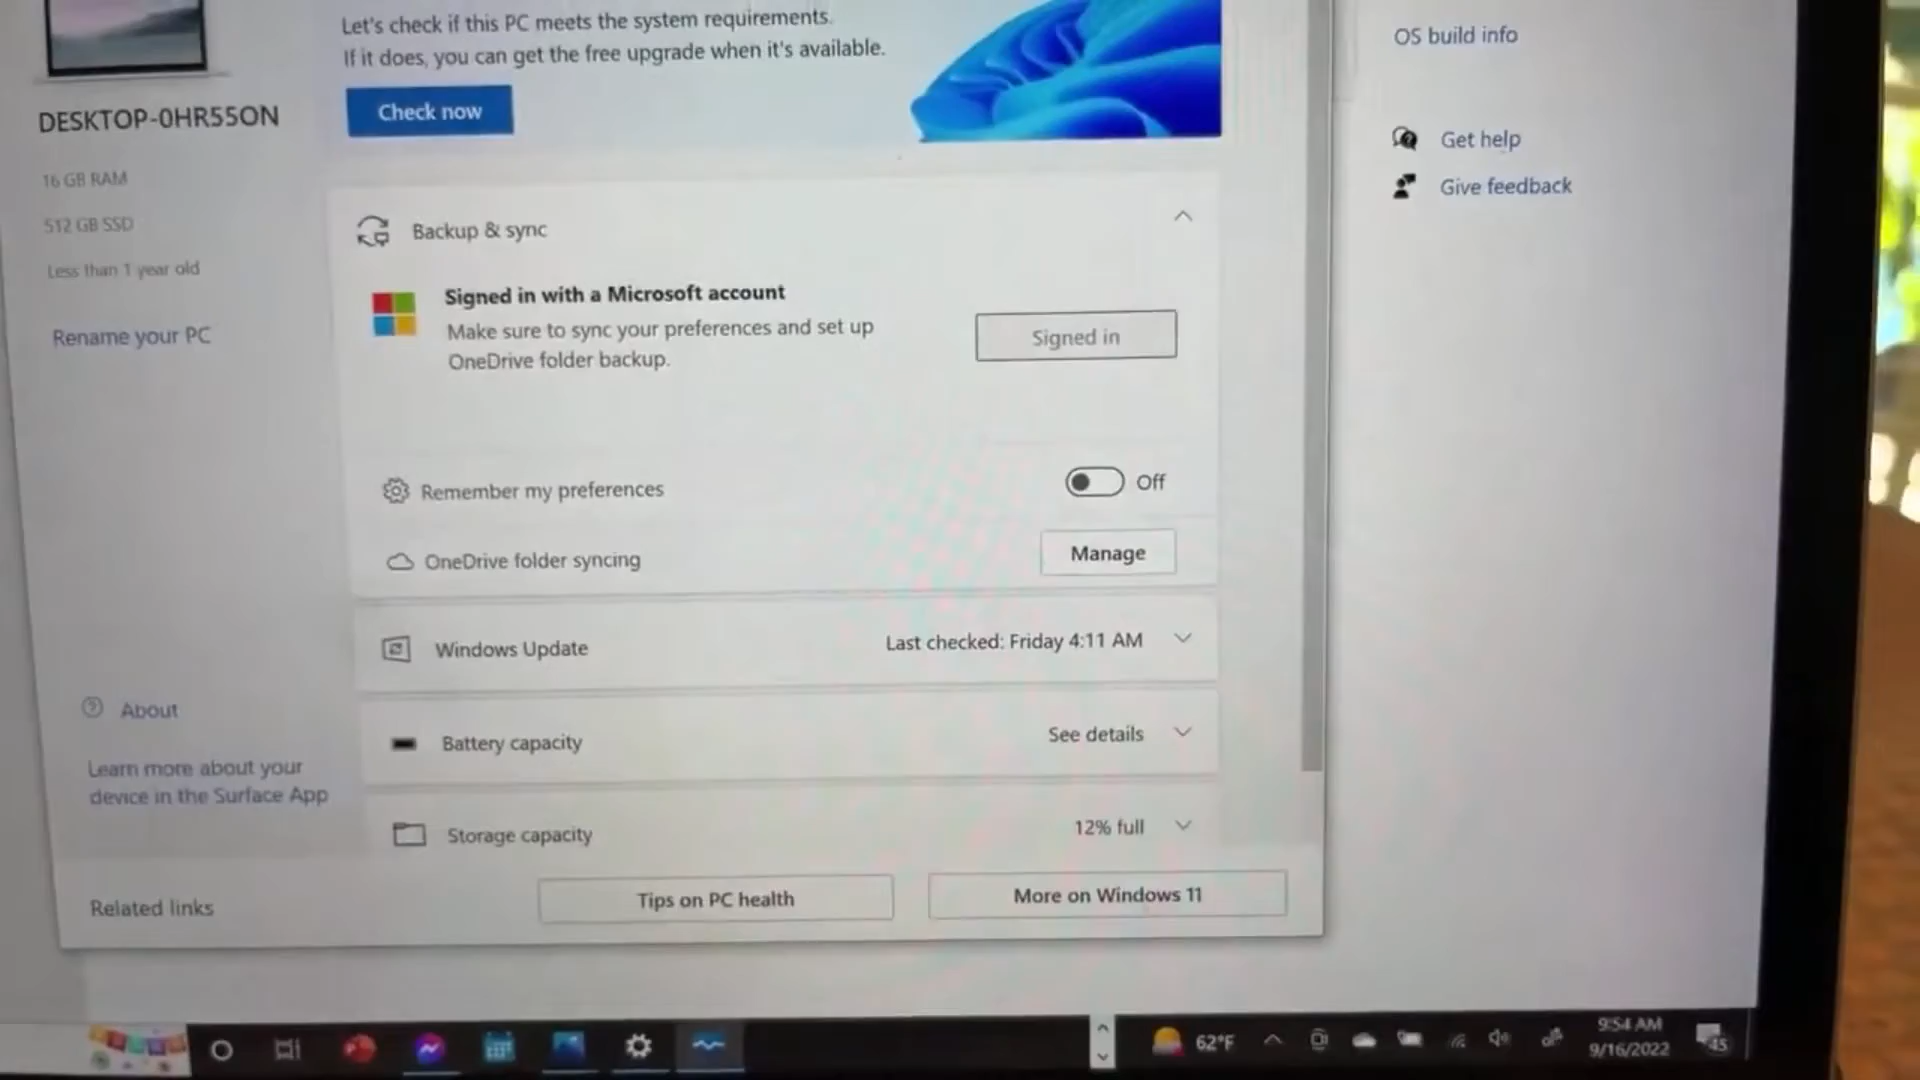 Let's check if this PC meets the system requirements.
If it does, you can get the free upgrade when it's available.
Check now
DESKTOP-0HR55ON
16 GB RAM
512 GB SSD
Less than 1 year old
Rename your PC
About
Learn more about your
device in the Surface App
Related links
Backup & sync
Signed in with a Microsoft account
Make sure to sync your preferences and set up
OneDrive folder backup.
Signed in
Remember my preferences
Off
OneDrive folder syncing
Manage
Windows Update
Last checked: Friday 4:11 AM
Battery capacity
See details
Storage capacity
12% full
Tips on PC health
More on Windows 11
OS build info
Get help
Give feedback
62°F
9:54 AM
9/16/2022
45